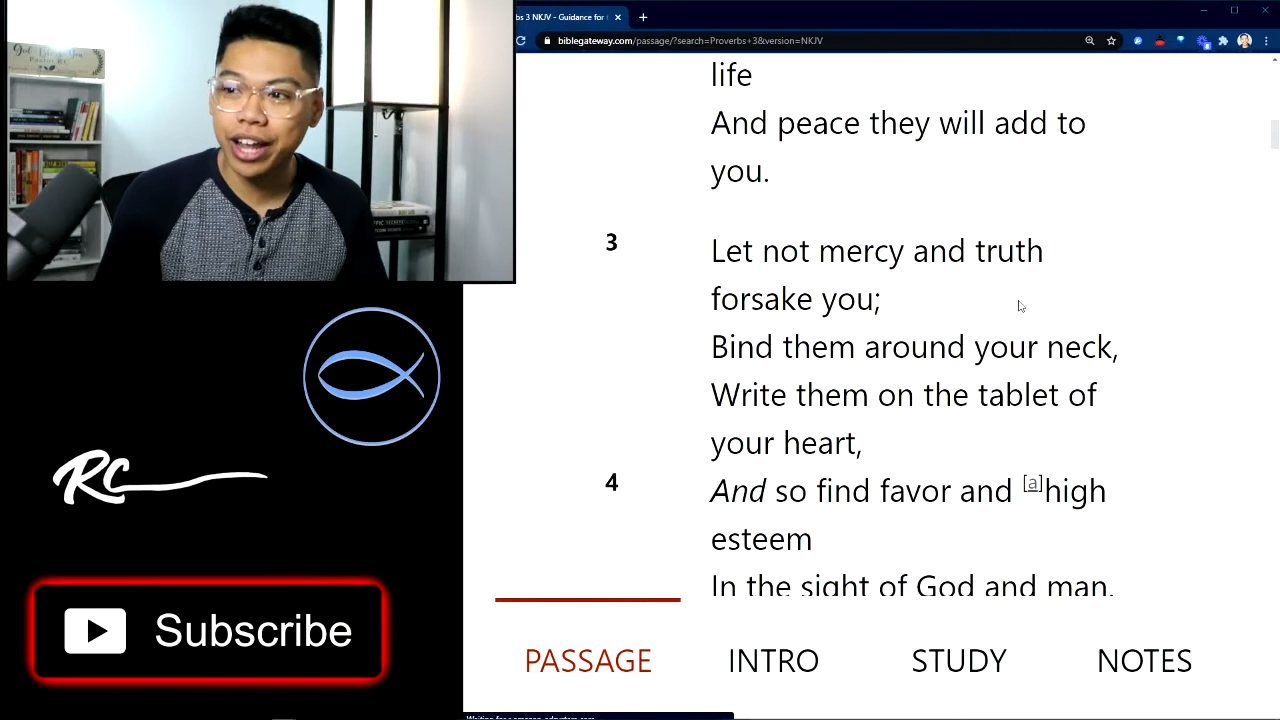 bs 3 NKJV - Guidance for
biblegateway.com/passage/?search=Proverbs+3&version=NKJV
life
And peace they will add to
you.
3
Let not mercy and truth
forsake you;
Bind them around your neck,
Write them on the tablet of
your heart,
4
And so find favor and [a]high
esteem
In the sight of God and man.
PASSAGE INTRO STUDY NOTES
RC
Subscribe